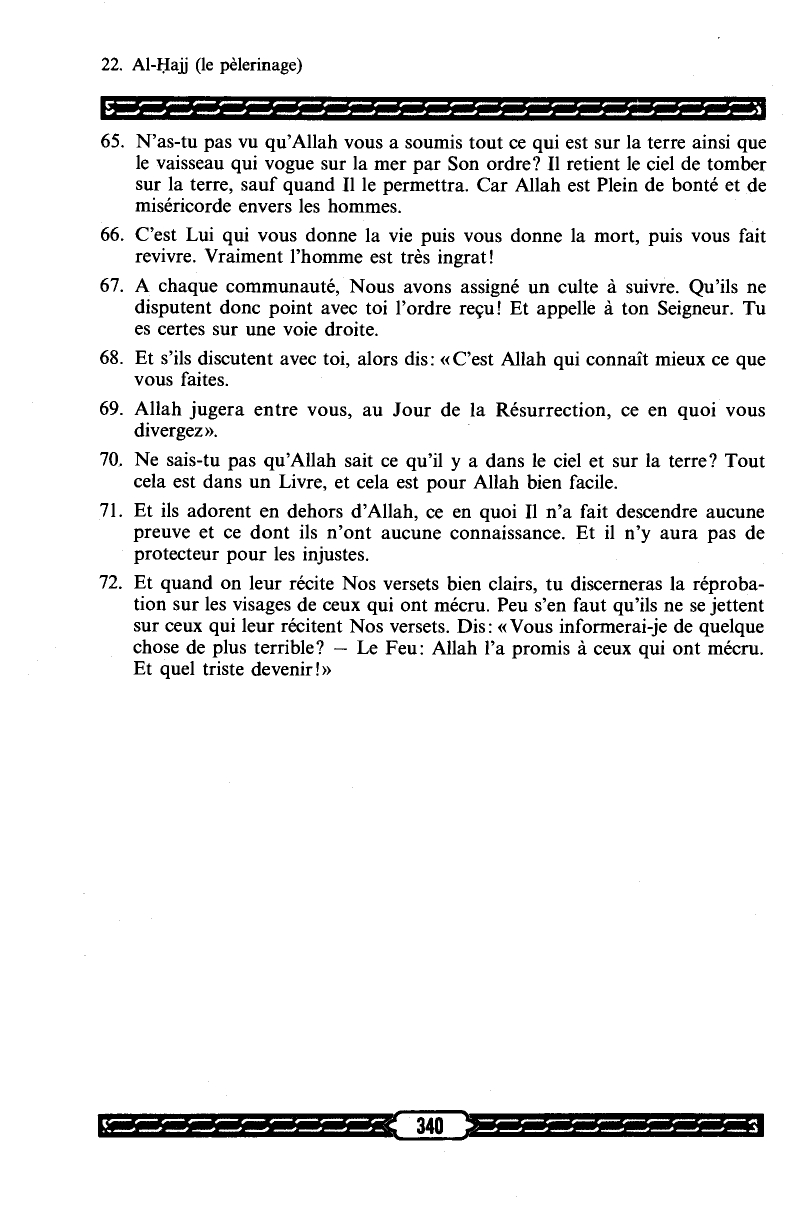 22. Al-Ḥajj (le pèlerinage)
65. N'as-tu pas vu qu'Allah vous a soumis tout ce qui est sur la terre ainsi que
le vaisseau qui vogue sur la mer par Son ordre? Il retient le ciel de tomber
sur la terre, sauf quand Il le permettra. Car Allah est Plein de bonté et de
miséricorde envers les hommes.
66. C'est Lui qui vous donne la vie puis vous donne la mort, puis vous fait
revivre. Vraiment l'homme est très ingrat!
67. A chaque communauté, Nous avons assigné un culte à suivre. Qu'ils ne
disputent donc point avec toi l'ordre reçu! Et appelle à ton Seigneur. Tu
es certes sur une voie droite.
68. Et s'ils discutent avec toi, alors dis: «C'est Allah qui connaît mieux ce que
vous faites.
69. Allah jugera entre vous, au Jour de la Résurrection, ce en quoi vous
divergez».
70. Ne sais-tu pas qu'Allah sait ce qu'il y a dans le ciel et sur la terre? Tout
cela est dans un Livre, et cela est pour Allah bien facile.
71. Et ils adorent en dehors d'Allah, ce en quoi Il n'a fait descendre aucune
preuve et ce dont ils n'ont aucune connaissance. Et il n'y aura pas de
protecteur pour les injustes.
72. Et quand on leur récite Nos versets bien clairs, tu discerneras la réproba-
tion sur les visages de ceux qui ont mécru. Peu s'en faut qu'ils ne se jettent
sur ceux qui leur récitent Nos versets. Dis: «Vous informerai-je de quelque
chose de plus terrible? — Le Feu: Allah l'a promis à ceux qui ont mécru.
Et quel triste devenir!»
340